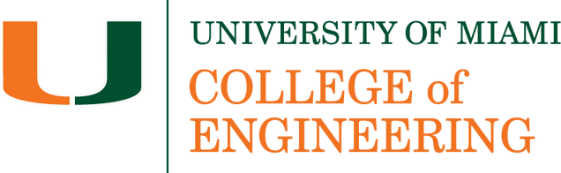 UNIVERSITY OF MIAMI
COLLEGE of
ENGINEERING